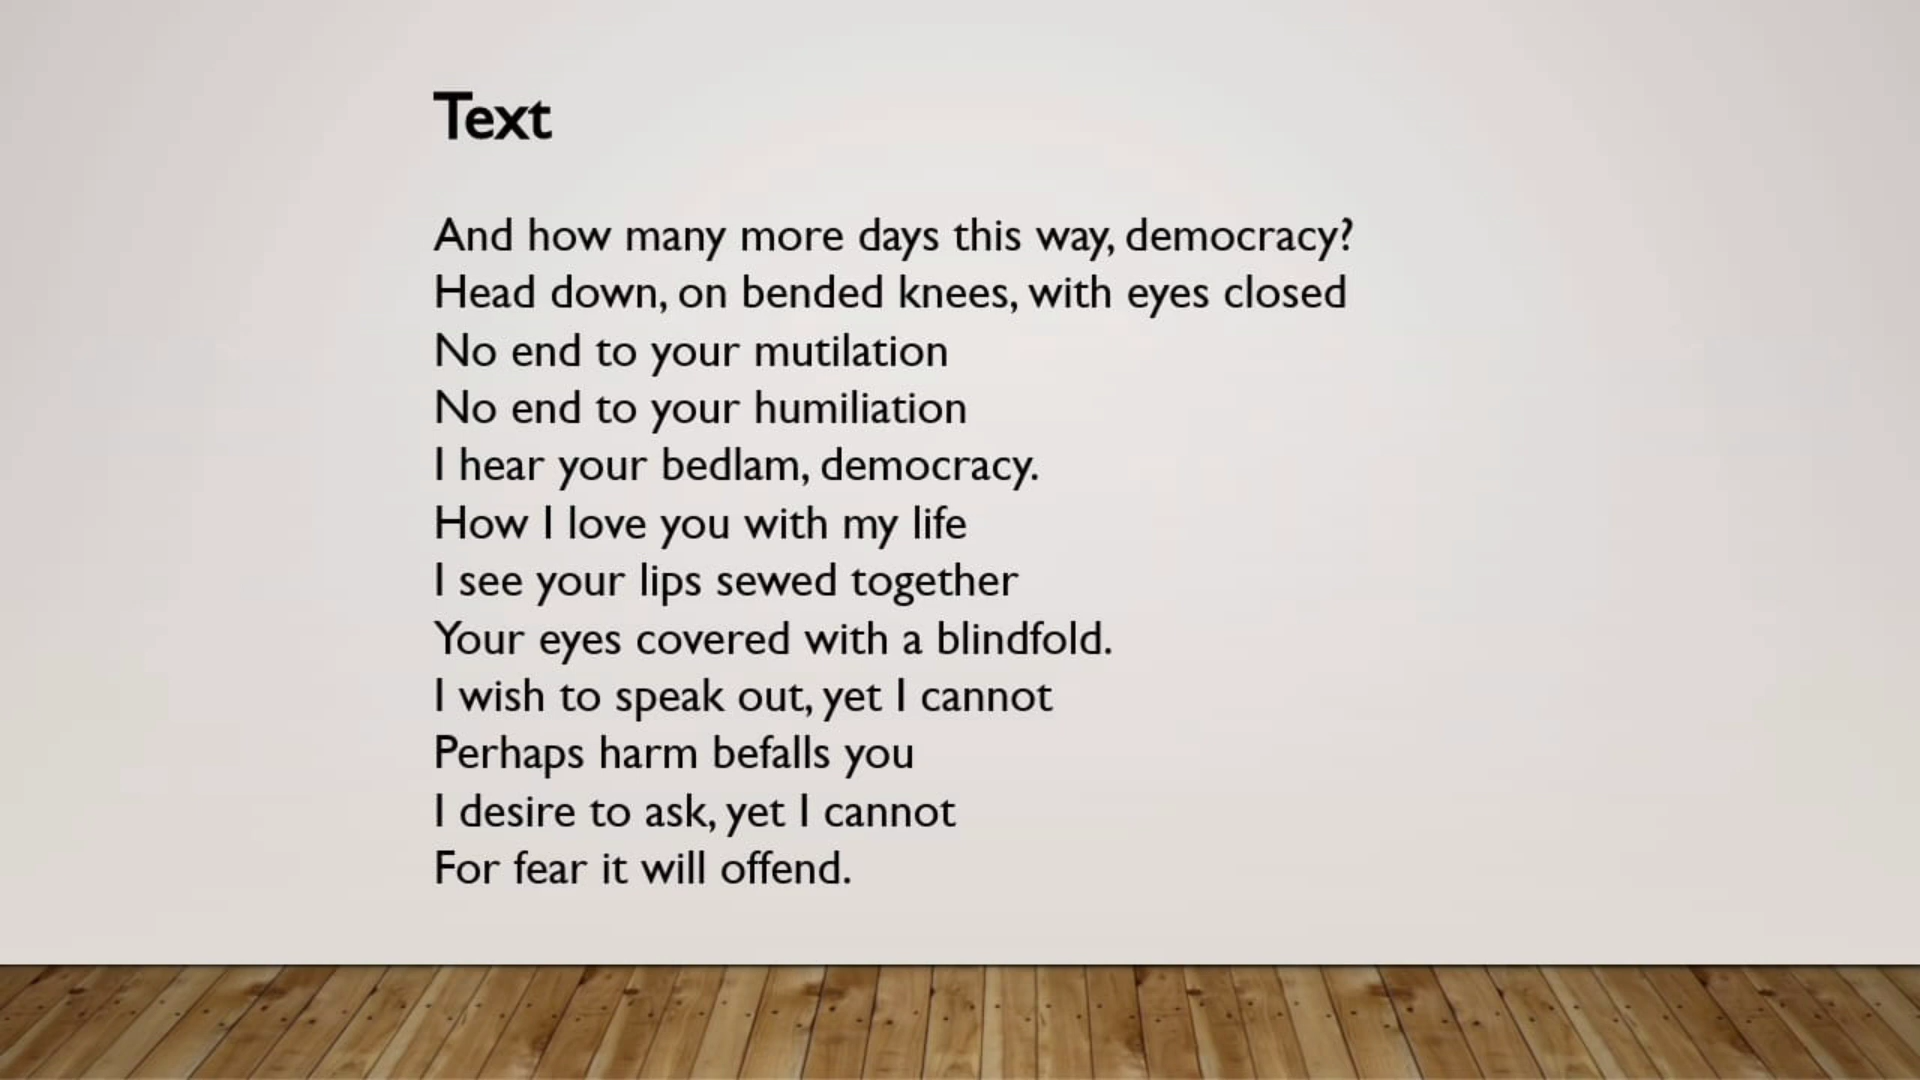 Text
And how many more days this way, democracy?
Head down, on bended knees, with eyes closed
No end to your mutilation
No end to your humiliation
I hear your bedlam, democracy.
How I love you with my life
I see your lips sewed together
Your eyes covered with a blindfold.
I wish to speak out, yet I cannot
Perhaps harm befalls you
I desire to ask, yet I cannot
For fear it will offend.